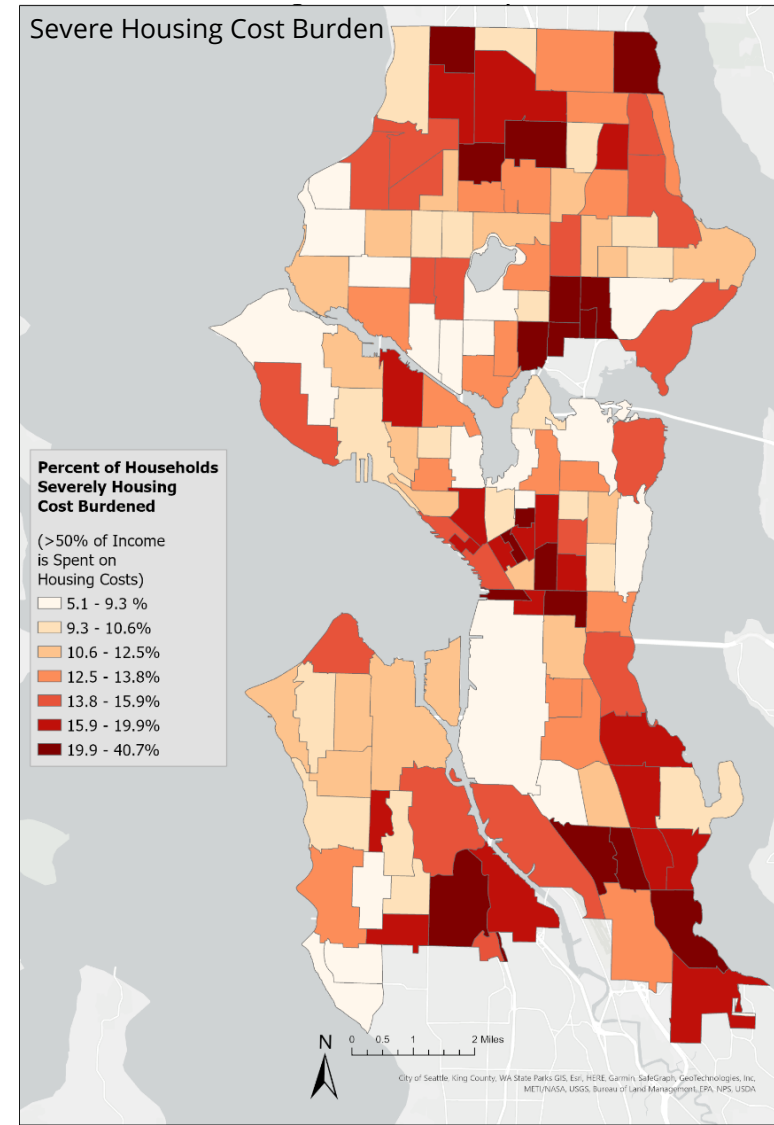 Severe Housing Cost Burden
Percent of Households
Severely Housing
Cost Burdened
(>50% of Income
is Spent on
Housing Costs)
5.1 - 9.3 %
9.3 - 10.6%
10.6 - 12.5%
12.5 - 13.8%
13.8 - 15.9%
15.9 - 19.9%
19.9 - 40.7%
N
0 0.5 1 2 Miles
City of Seattle, King County, WA State Parks GIS, Esri, HERE, Garmin, SafeGraph, GeoTechnologies, Inc,
METI/NASA, USGS, Bureau of Land Management, EPA, NPS, USDA